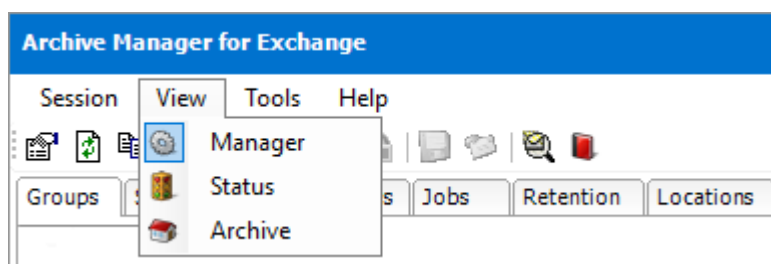 Archive Manager for Exchange
Session View Tools Help
Manager
Status
Archive
Groups Jobs Retention Locations